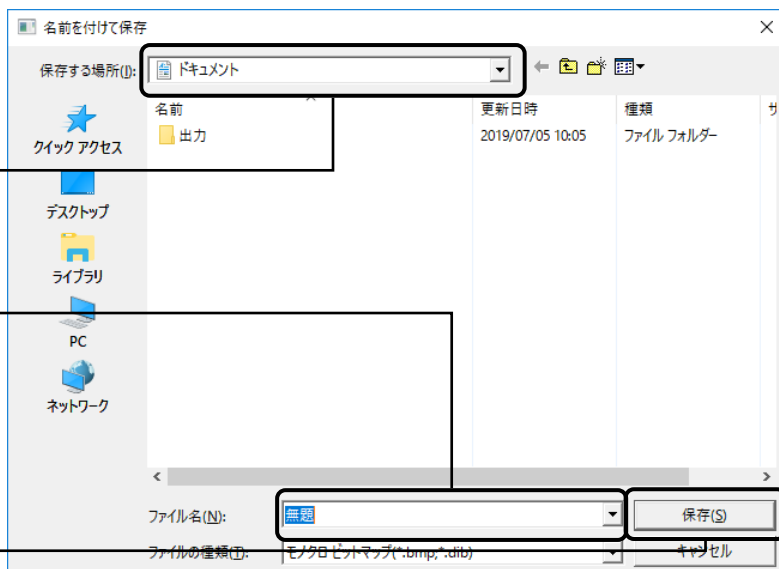 名前を付けて保存
保存する場所(I): ドキュメント
名前 更新日時 種類 サ
出力 2019/07/05 10:05 ファイル フォルダー
クイック アクセス
デスクトップ
ライブラリ
PC
ネットワーク
ファイル名(N): 無題 保存(S)
ファイルの種類(T): モノクロ ビットマップ(*.bmp;*.dib) キャンセル